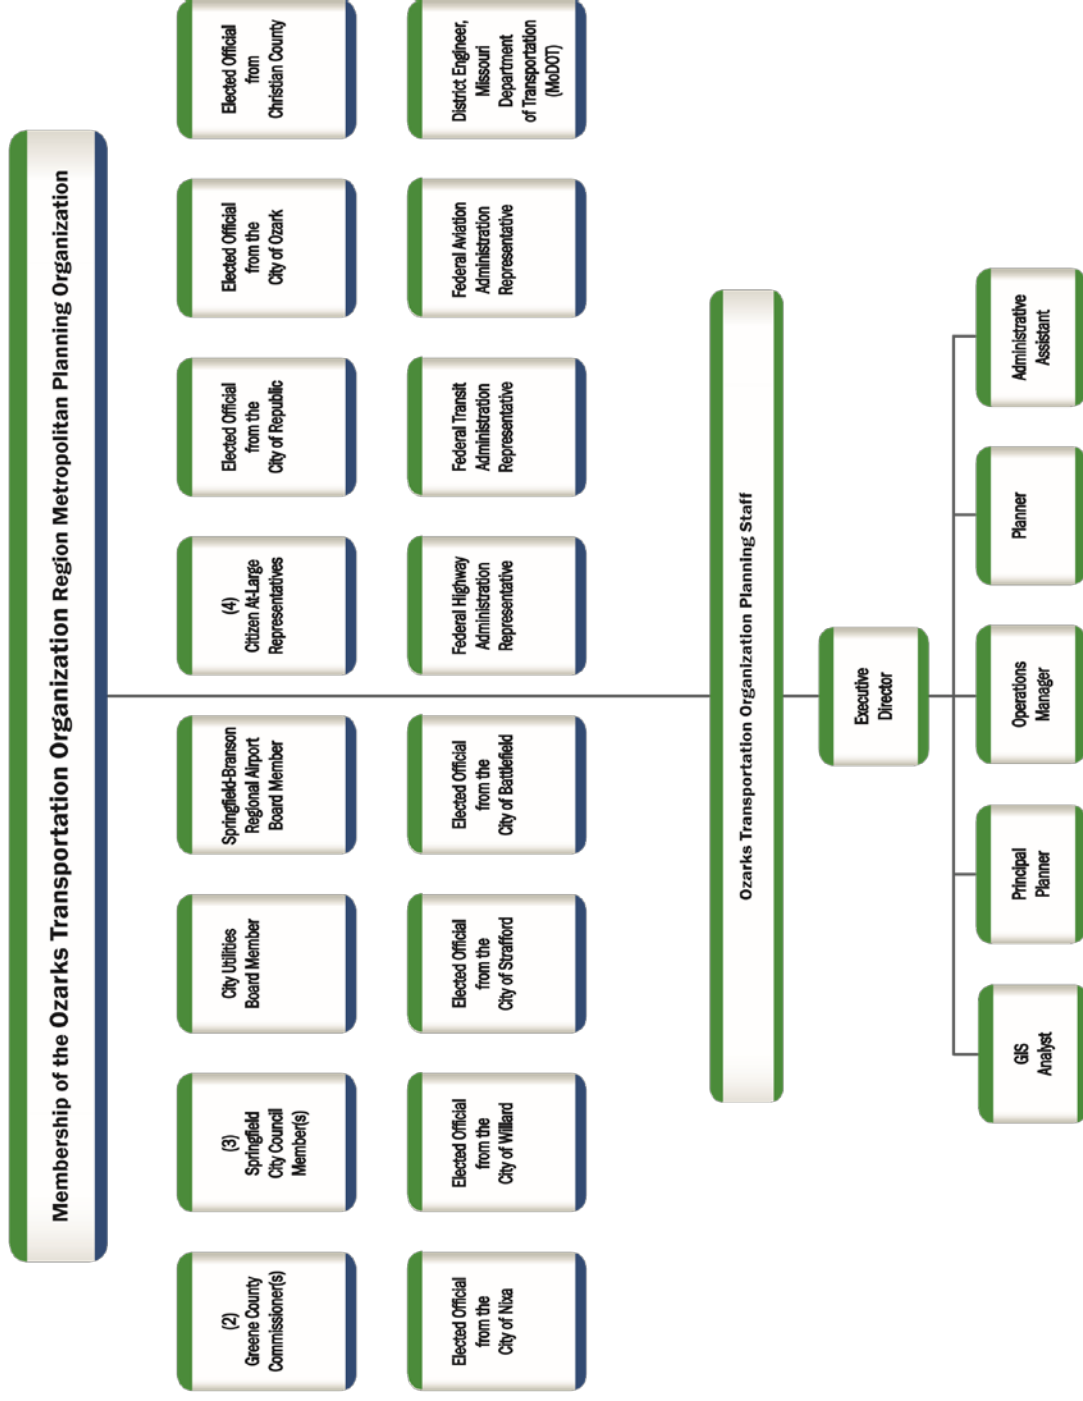 Membership of the Ozarks Transportation Organization Region Metropolitan Planning Organization
(2)
Greene County
Commissioner(s)
(3)
Springfield
City Council
Member(s)
City Utilities
Board Member
Springfield-Branson
Regional Airport
Board Member
(4)
Citizen At-Large
Representatives
Elected Official
from the
City of Republic
Elected Official
from the
City of Ozark
Elected Official
from
Christian County
Elected Official
from the
City of Nixa
Elected Official
from the
City of Willard
Elected Official
from the
City of Strafford
Elected Official
from the
City of Battlefield
Federal Highway
Administration
Representative
Federal Transit
Administration
Representative
Federal Aviation
Administration
Representative
District Engineer,
Missouri
Department
of Transportation
(MoDOT)
Ozarks Transportation Organization Planning Staff
Executive
Director
GIS
Analyst
Principal
Planner
Operations
Manager
Planner
Administrative
Assistant